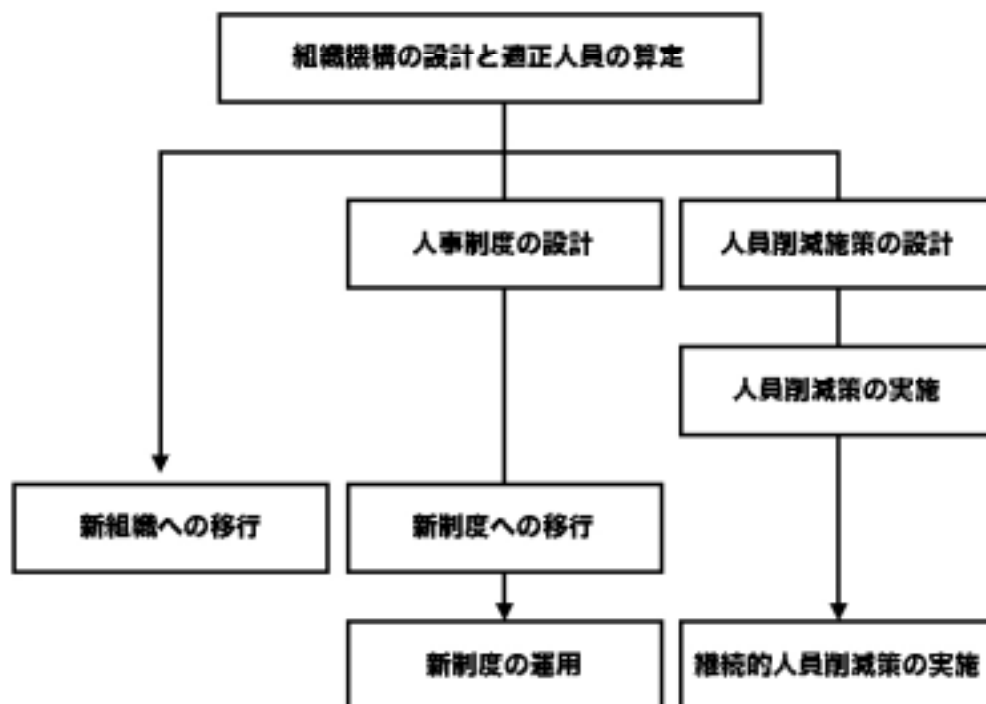 組織機構の設計と適正人員の算定
人事制度の設計
人員削減施策の設計
人員削減策の実施
新組織への移行
新制度への移行
新制度の運用
継続的人員削減策の実施